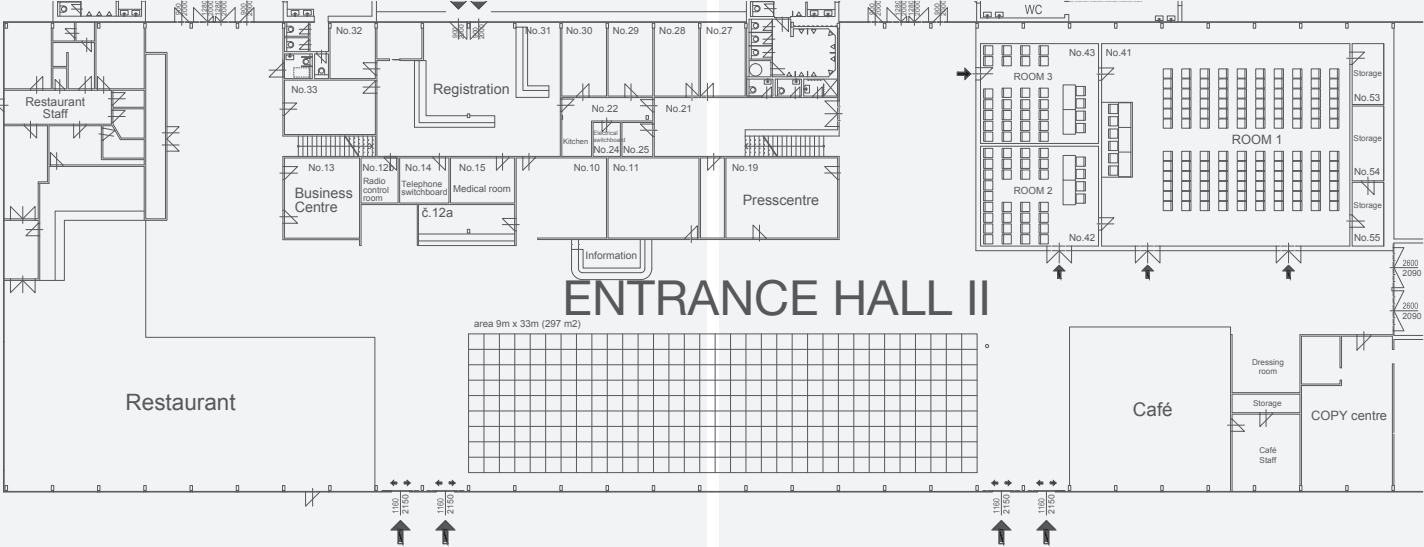 WC
No.32
No.31
No.30
No.29
No.28
No.27
No.43
No.41
ROOM 3
Storage
Registration
No.33
Restaurant
Staff
No.53
No.22
No.21
Kitchen
Electrical
switchboard
No.24
No.25
ROOM 1
Storage
No.13
No.12b
No.14
No.15
No.10
No.11
No.19
No.54
Radio
control
room
Telephone
switchboard
Medical room
Business
Centre
Presscentre
ROOM 2
Storage
č.12a
No.42
No.55
Information
2600
2090
ENTRANCE HALL II
2600
2090
area 9m x 33m (297 m2)
Dressing
room
Restaurant
Café
Storage
COPY centre
Café
Staff
1160
2150
1160
2150
1160
2150
1160
2150